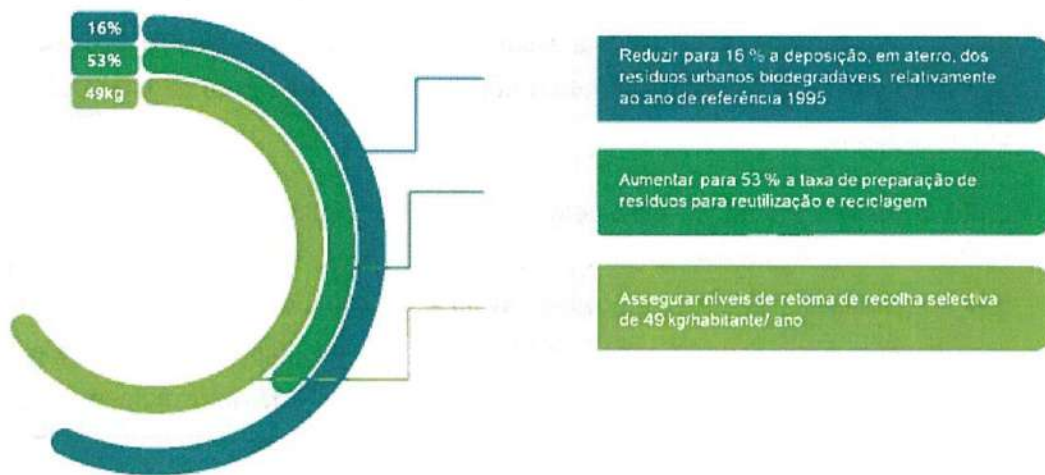 16%
53%
49kg
Reduzir para 16 % a deposição, em aterro, dos
resíduos urbanos biodegradáveis, relativamente
ao ano de referência 1995
Aumentar para 53 % a taxa de preparação de
resíduos para reutilização e reciclagem
Assegurar níveis de retoma de recolha selectiva
de 49 kg/habitante/ ano